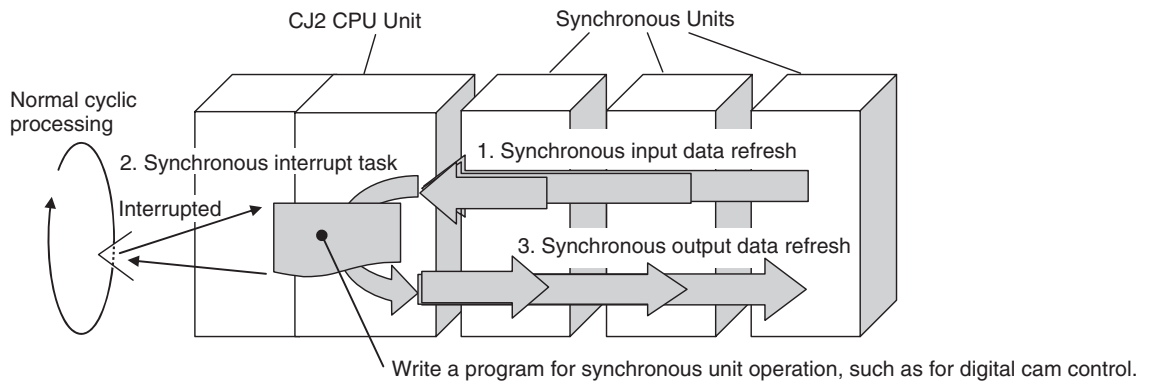 CJ2 CPU Unit
Synchronous Units
Normal cyclic
processing
1. Synchronous input data refresh
2. Synchronous interrupt task
Interrupted
3. Synchronous output data refresh
Write a program for synchronous unit operation, such as for digital cam control.